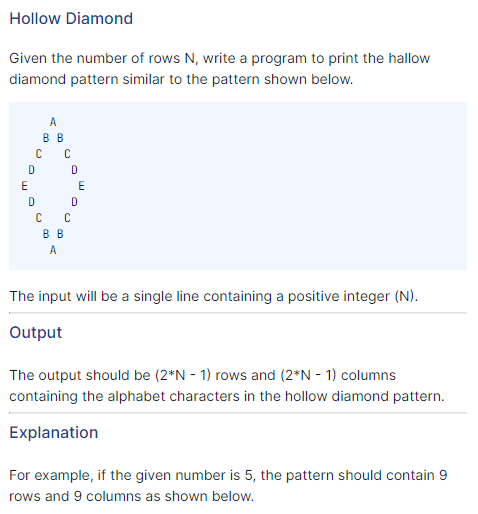 Hollow Diamond
Given the number of rows N, write a program to print the hallow
diamond pattern similar to the pattern shown below.
    A
   B B
  C   C
 D     D
E       E
 D     D
  C   C
   B B
    A
The input will be a single line containing a positive integer (N).
Output
The output should be (2*N - 1) rows and (2*N - 1) columns
containing the alphabet characters in the hollow diamond pattern.
Explanation
For example, if the given number is 5, the pattern should contain 9
rows and 9 columns as shown below.